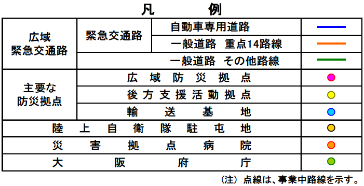 凡 例
広域
緊急交通路
緊急交通路
自動車専用道路
一般道路 重点14路線
一般道路 その他路線
主要な
防災拠点
広域防災拠点
後方支援活動拠点
輸送基地
陸上自衛隊駐屯地
災害拠点病院
大阪府庁
(注) 点線は、事業中路線を示す。